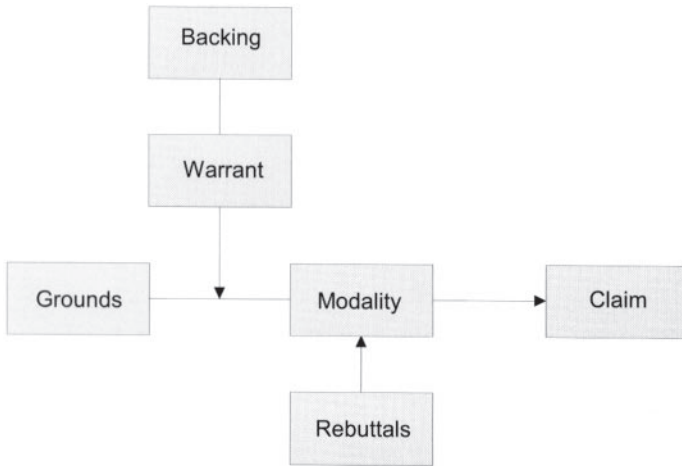 Backing
Warrant
Grounds
Modality
Claim
Rebuttals